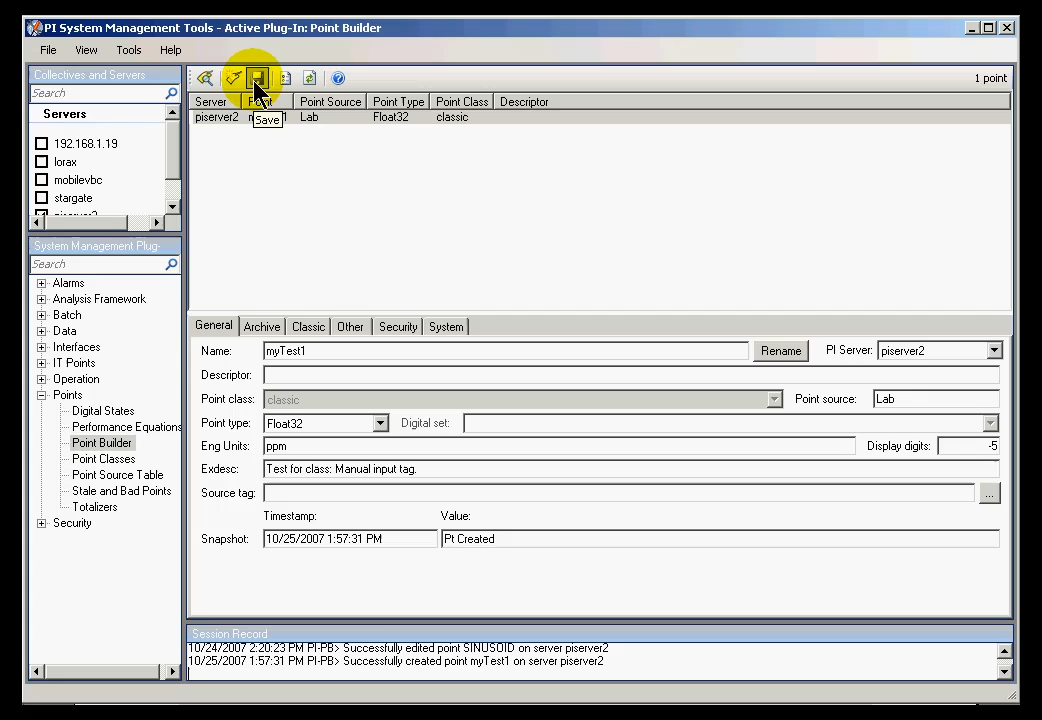 PI System Management Tools - Active Plug-In: Point Builder
File View Tools Help
Collectives and Servers
Search
Servers
192.168.1.19
lorax
mobilevbc
stargate
piserver2
System Management Plug-
Search
Alarms
Analysis Framework
Batch
Data
Interfaces
IT Points
Operation
Points
Digital States
Performance Equations
Point Builder
Point Classes
Point Source Table
Stale and Bad Points
Totalizers
Security
1 point
Server Point Point Source Point Type Point Class Descriptor
piserver2 Lab Float32 classic
Save
General Archive Classic Other Security System
Name: myTest1 Rename PI Server: piserver2
Descriptor:
Point class: classic Point source: Lab
Point type: Float32 Digital set:
Eng Units: ppm Display digits: -5
Exdesc: Test for class: Manual input tag.
Source tag: ...
Timestamp: Value:
Snapshot: 10/25/2007 1:57:31 PM Pt Created
Session Record
10/24/2007 2:20:23 PM PI-PB> Successfully edited point SINUSOID on server piserver2
10/25/2007 1:57:31 PM PI-PB> Successfully created point myTest1 on server piserver2